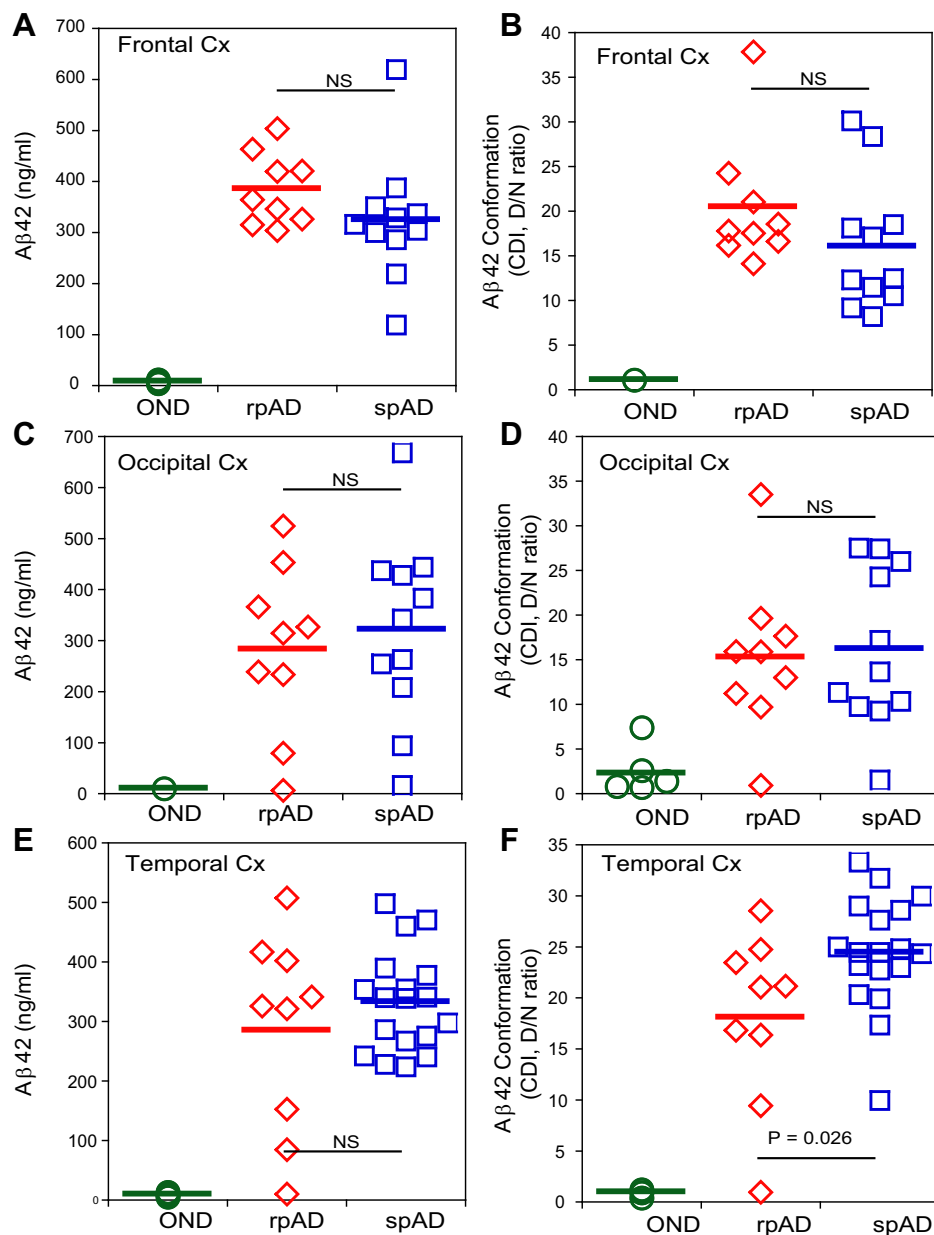 A
Frontal Cx
NS
Aβ42 (ng/ml)
700
600
500
400
300
200
100
0
OND rpAD spAD
B
Frontal Cx
NS
Aβ42 Conformation
(CDI, D/N ratio)
40
35
30
25
20
15
10
5
0
OND rpAD spAD
C
Occipital Cx
NS
Aβ42 (ng/ml)
700
600
500
400
300
200
100
0
OND rpAD spAD
D
Occipital Cx
NS
Aβ42 Conformation
(CDI, D/N ratio)
40
35
30
25
20
15
10
5
0
OND rpAD spAD
E
Temporal Cx
NS
Aβ42 (ng/ml)
600
500
400
300
200
100
0
OND rpAD spAD
F
Temporal Cx
P = 0.026
Aβ42 Conformation
(CDI, D/N ratio)
35
30
25
20
15
10
5
0
OND rpAD spAD